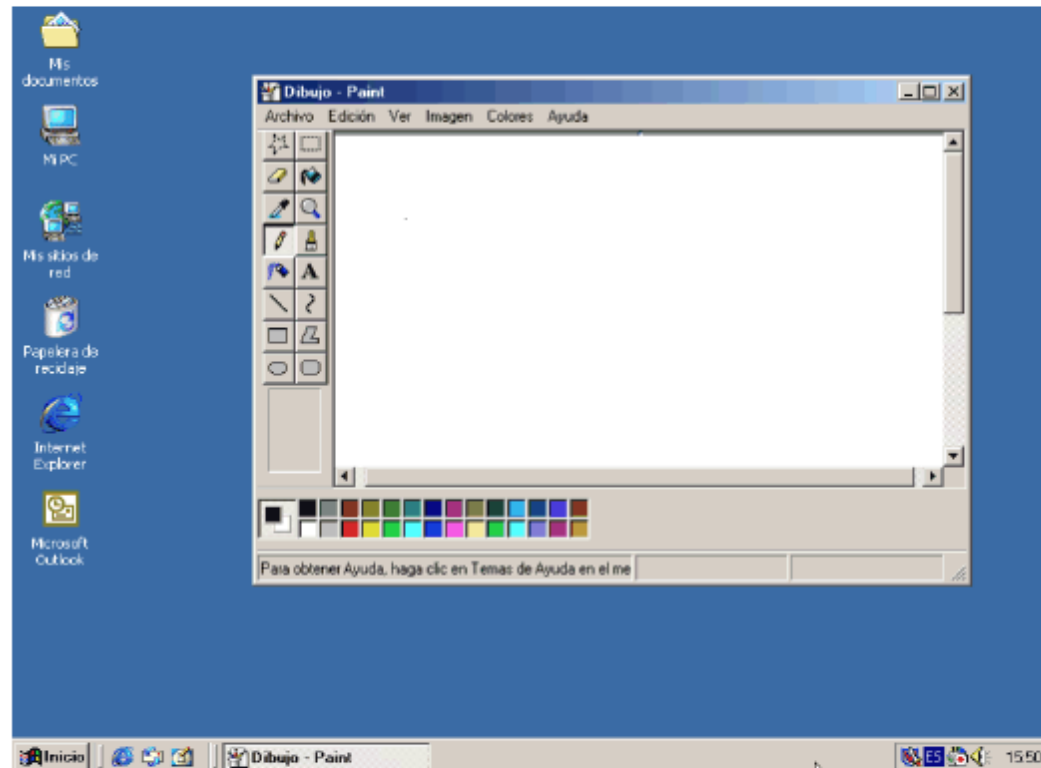 Mis
documentos
Mi PC
Mis sitios de
red
Papelera de
reciclaje
Internet
Explorer
Microsoft
Outlook
Dibujo - Paint
Archivo Edición Ver Imagen Colores Ayuda
A
Para obtener Ayuda, haga clic en Temas de Ayuda en el me
Inicio
Dibujo - Paint
ES
15:50